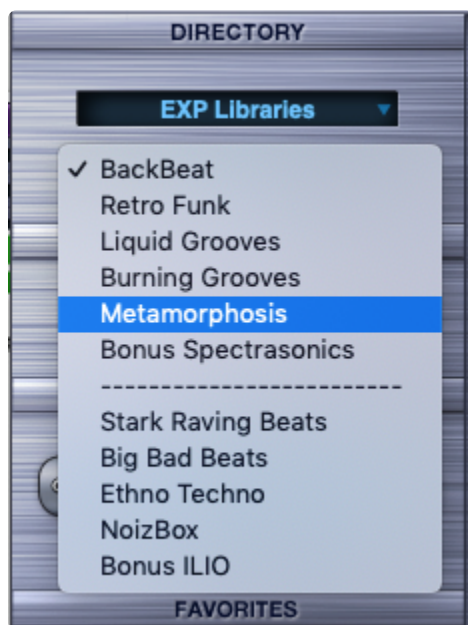 DIRECTORY
EXP Libraries
✓ BackBeat
Retro Funk
Liquid Grooves
Burning Grooves
Metamorphosis
Bonus Spectrasonics
-------------------------
Stark Raving Beats
Big Bad Beats
Ethno Techno
NoizBox
Bonus ILIO
FAVORITES